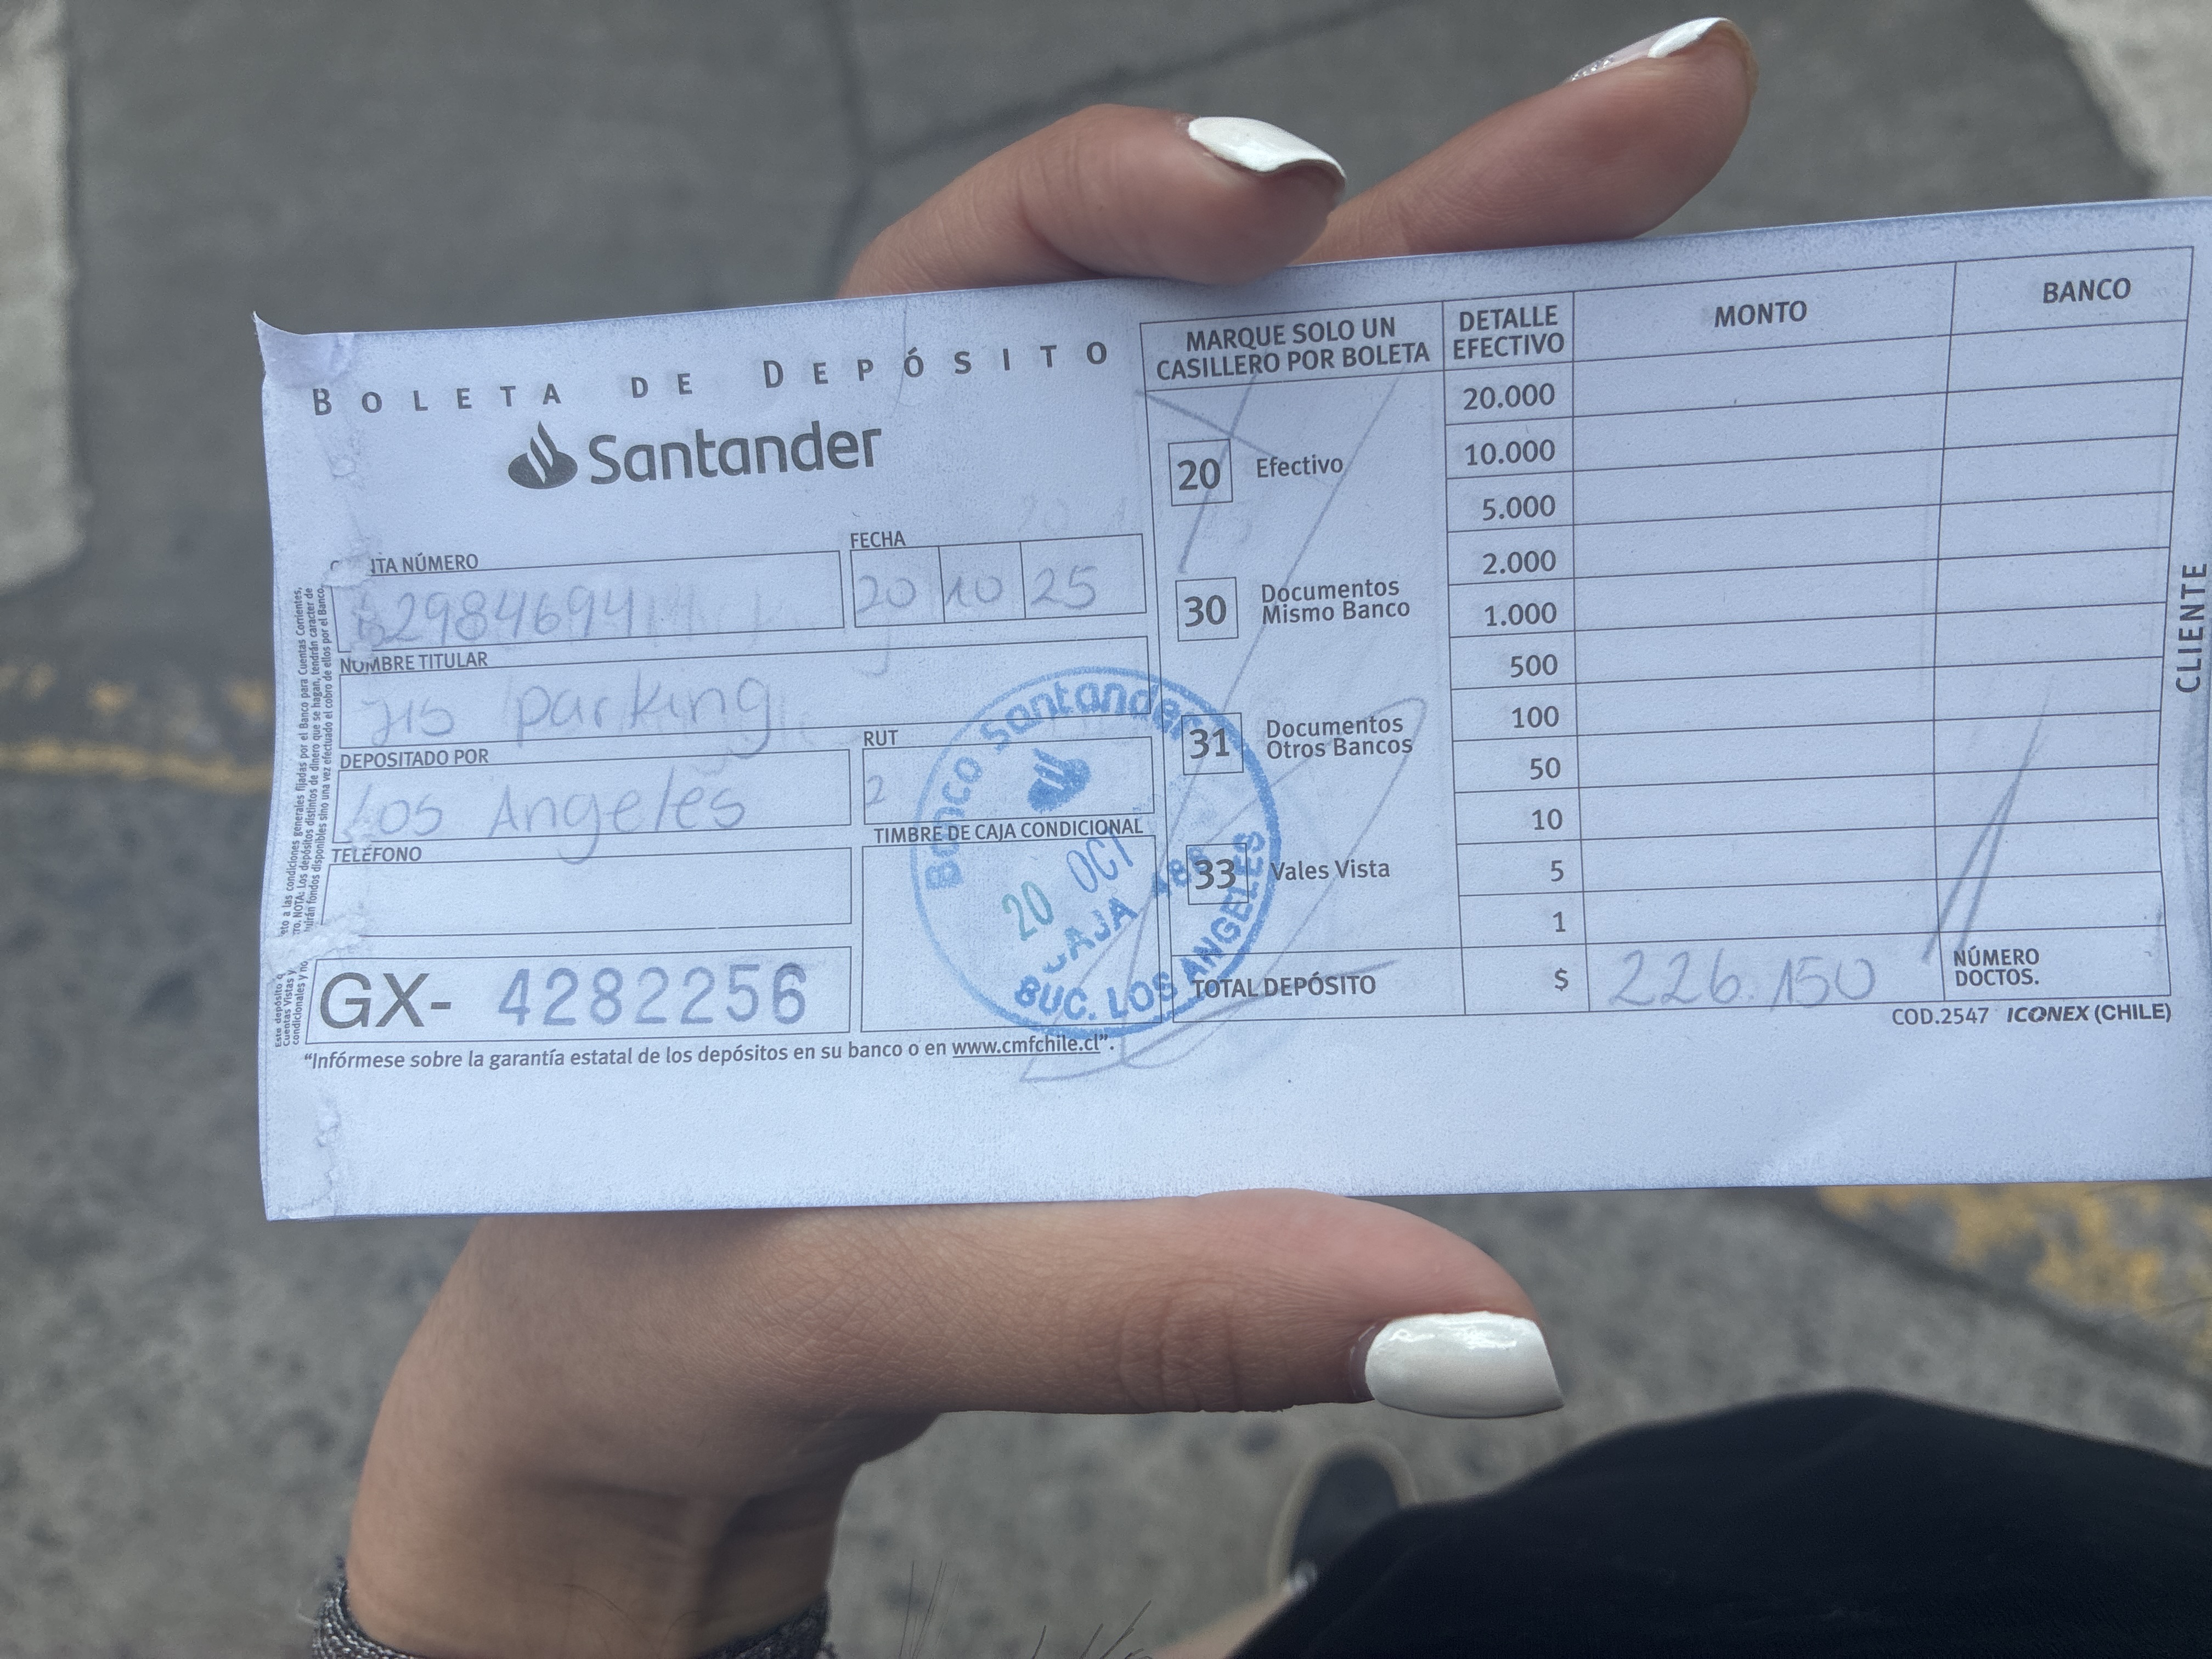 BOLETA DE DEPÓSITO
Santander
ITA NÚMERO
FECHA
20 10 25
NOMBRE TITULAR
parking
DEPOSITADO POR
Los Angeles
RUT
2
TELÉFONO
TIMBRE DE CAJA CONDICIONAL
GX- 4282256
"Infórmese sobre la garantía estatal de los depósitos en su banco o en www.cmfchile.cl".
Banco Santander
20 OCT
CAJA
SUC. LOS ANGELES
MARQUE SOLO UN
CASILLERO POR BOLETA
20 Efectivo
30 Documentos
Mismo Banco
31 Documentos
Otros Bancos
33 Vales Vista
DETALLE
EFECTIVO
MONTO
BANCO
20.000
10.000
5.000
2.000
1.000
500
100
50
10
5
1
TOTAL DEPÓSITO $ 226.150
NÚMERO
DOCTOS.
COD.2547 ICONEX (CHILE)
CLIENTE